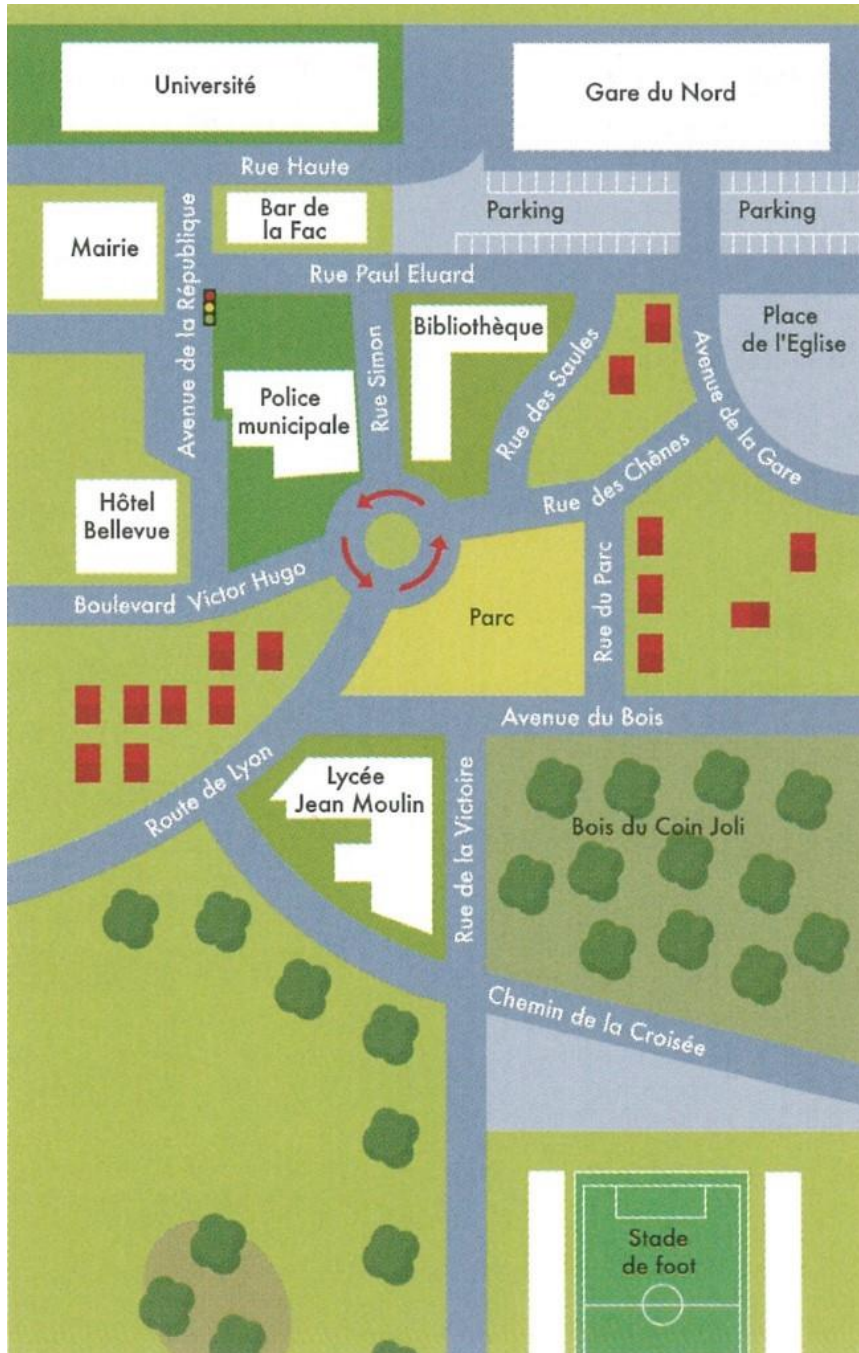 Université
Gare du Nord
Rue Haute
Bar de
la Fac
Parking
Parking
Mairie
Avenue de la République
Rue Paul Eluard
Rue Simon
Bibliothèque
Rue des Saules
Place
de l'Eglise
Avenue de la Gare
Police
municipale
Hôtel
Bellevue
Rue des Chênes
Boulevard Victor Hugo
Parc
Rue du Parc
Avenue du Bois
Route de Lyon
Lycée
Jean Moulin
Rue de la Victoire
Bois du Coin Joli
Chemin de la Croisée
Stade
de foot